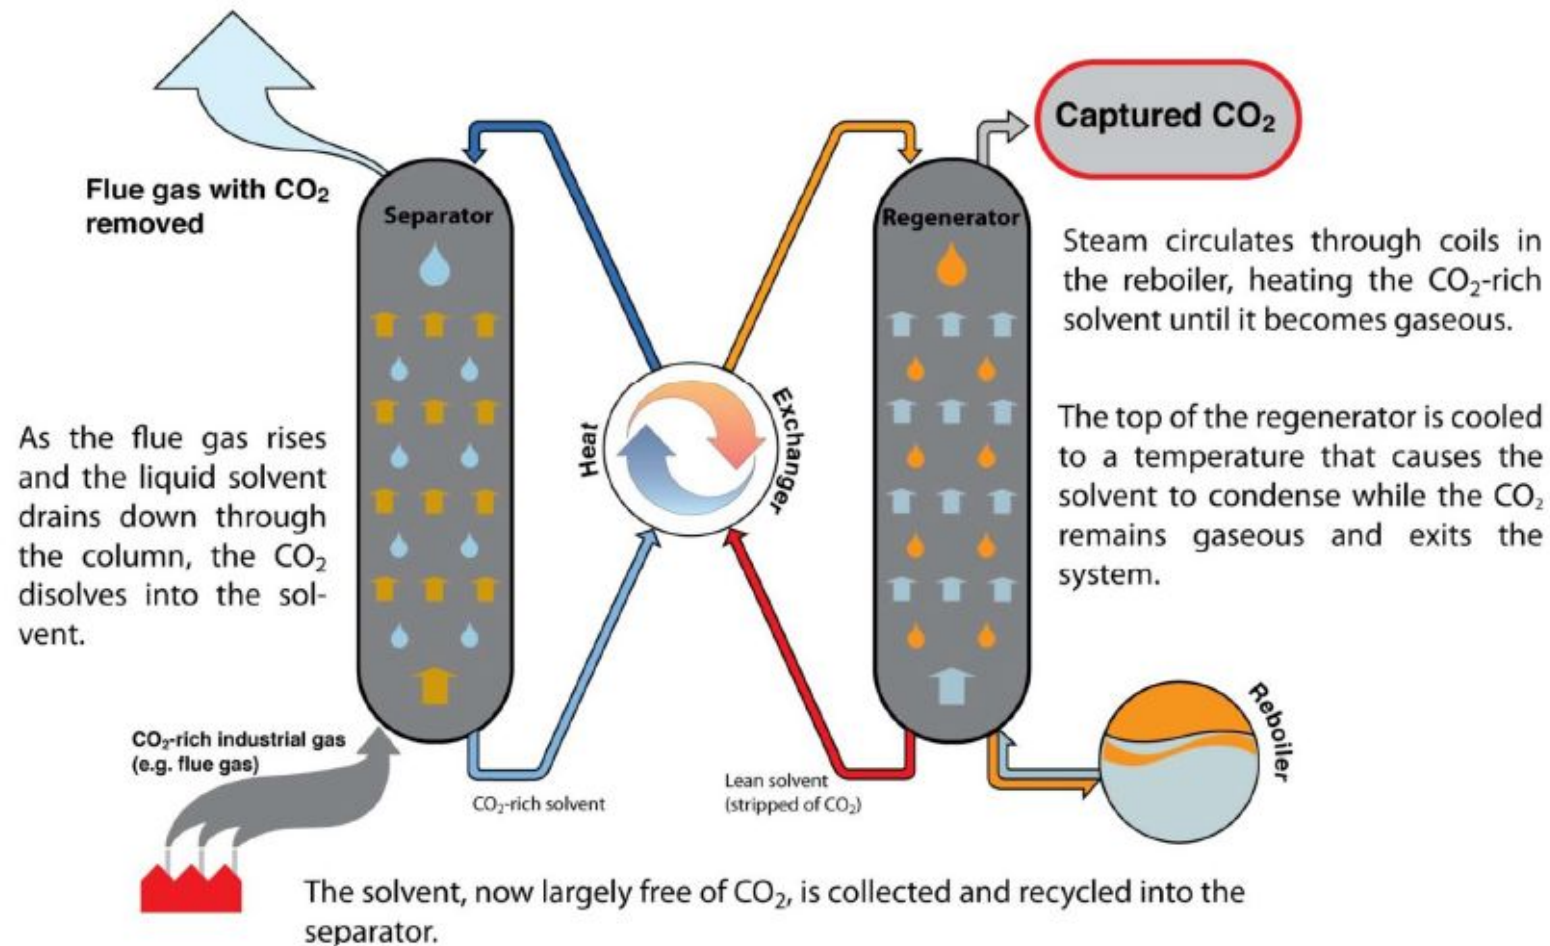 Flue gas with CO₂
removed
Separator
Regenerator
Captured CO₂
Steam circulates through coils in
the reboiler, heating the CO₂-rich
solvent until it becomes gaseous.
The top of the regenerator is cooled
to a temperature that causes the
solvent to condense while the CO₂
remains gaseous and exits the
system.
Heat
Exchanger
As the flue gas rises
and the liquid solvent
drains down through
the column, the CO₂
disolves into the sol-
vent.
CO₂-rich industrial gas
(e.g. flue gas)
CO₂-rich solvent
Lean solvent
(stripped of CO₂)
Reboiler
The solvent, now largely free of CO₂, is collected and recycled into the
separator.